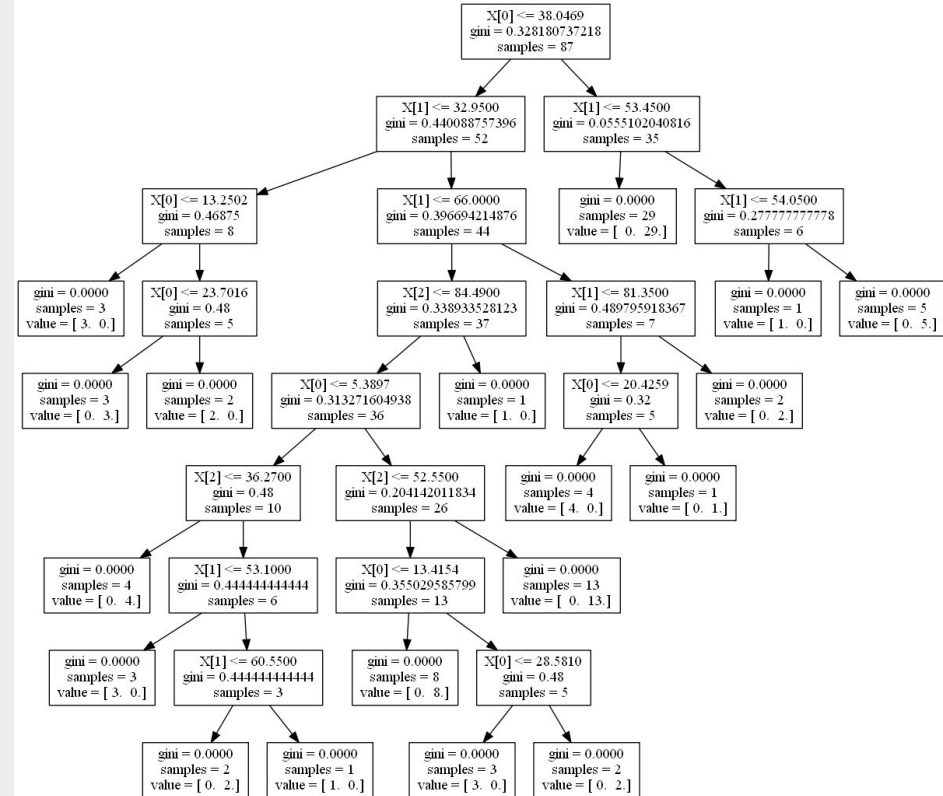 X[0] <= 38.0469
gini = 0.328180737218
samples = 87
X[1] <= 32.9500
gini = 0.440088757396
samples = 52
X[1] <= 53.4500
gini = 0.0555102040816
samples = 35
X[0] <= 13.2502
gini = 0.46875
samples = 8
X[1] <= 66.0000
gini = 0.396694214876
samples = 44
gini = 0.0000
samples = 29
value = [ 0. 29.]
X[1] <= 54.0500
gini = 0.277777777778
samples = 6
gini = 0.0000
samples = 3
value = [ 3. 0.]
X[0] <= 23.7016
gini = 0.48
samples = 5
X[2] <= 84.4900
gini = 0.338933528123
samples = 37
X[1] <= 81.3500
gini = 0.489795918367
samples = 7
gini = 0.0000
samples = 1
value = [ 1. 0.]
gini = 0.0000
samples = 5
value = [ 0. 5.]
gini = 0.0000
samples = 3
value = [ 0. 3.]
gini = 0.0000
samples = 2
value = [ 2. 0.]
X[0] <= 5.3897
gini = 0.313271604938
samples = 36
gini = 0.0000
samples = 1
value = [ 1. 0.]
X[0] <= 20.4259
gini = 0.32
samples = 5
gini = 0.0000
samples = 2
value = [ 0. 2.]
X[2] <= 36.2700
gini = 0.48
samples = 10
X[2] <= 52.5500
gini = 0.204142011834
samples = 26
gini = 0.0000
samples = 4
value = [ 4. 0.]
gini = 0.0000
samples = 1
value = [ 0. 1.]
gini = 0.0000
samples = 4
value = [ 0. 4.]
X[1] <= 53.1000
gini = 0.444444444444
samples = 6
X[0] <= 13.4154
gini = 0.355029585799
samples = 13
gini = 0.0000
samples = 13
value = [ 0. 13.]
gini = 0.0000
samples = 3
value = [ 3. 0.]
X[1] <= 60.5500
gini = 0.444444444444
samples = 3
gini = 0.0000
samples = 8
value = [ 0. 8.]
X[0] <= 28.5810
gini = 0.48
samples = 5
gini = 0.0000
samples = 2
value = [ 0. 2.]
gini = 0.0000
samples = 1
value = [ 1. 0.]
gini = 0.0000
samples = 3
value = [ 3. 0.]
gini = 0.0000
samples = 2
value = [ 0. 2.]